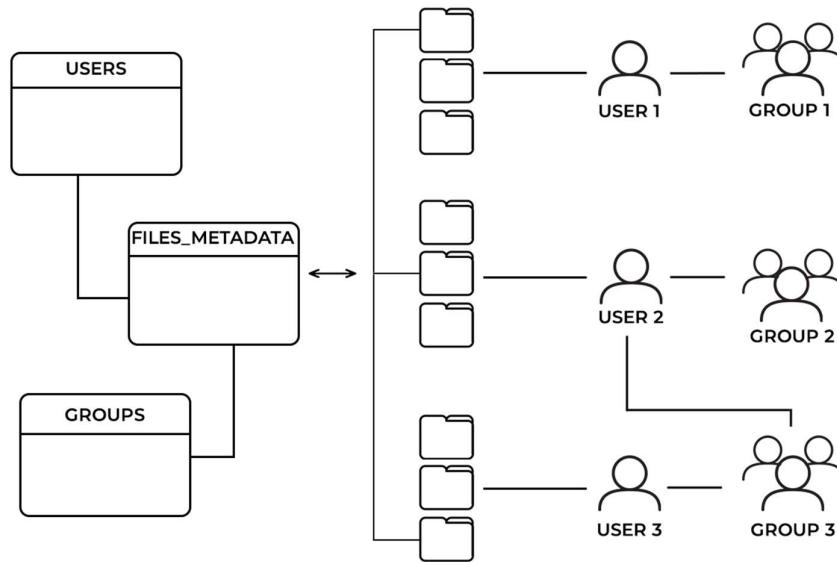 USERS
FILES_METADATA
GROUPS
USER 1
GROUP 1
USER 2
GROUP 2
USER 3
GROUP 3